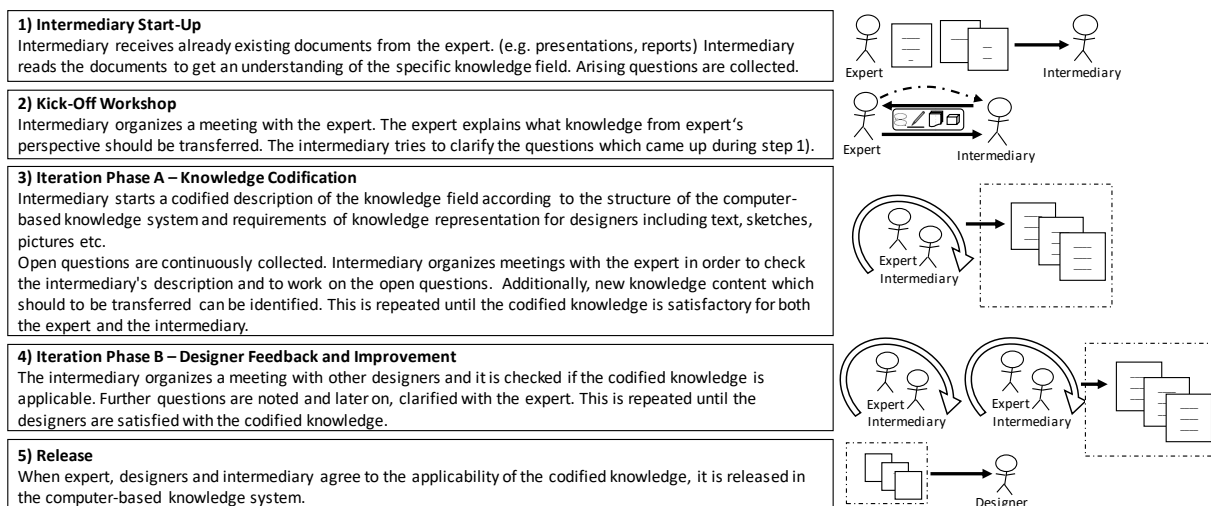 1) Intermediary Start-Up
Intermediary receives already existing documents from the expert. (e.g. presentations, reports) Intermediary
reads the documents to get an understanding of the specific knowledge field. Arising questions are collected.
Expert
Intermediary
2) Kick-Off Workshop
Intermediary organizes a meeting with the expert. The expert explains what knowledge from expert‘s
perspective should be transferred. The intermediary tries to clarify the questions which came up during step 1).
Expert
Intermediary
3) Iteration Phase A – Knowledge Codification
Intermediary starts a codified description of the knowledge field according to the structure of the computer-
based knowledge system and requirements of knowledge representation for designers including text, sketches,
pictures etc.
Open questions are continuously collected. Intermediary organizes meetings with the expert in order to check
the intermediary's description and to work on the open questions. Additionally, new knowledge content which
should to be transferred can be identified. This is repeated until the codified knowledge is satisfactory for both
the expert and the intermediary.
Expert
Intermediary
4) Iteration Phase B – Designer Feedback and Improvement
The intermediary organizes a meeting with other designers and it is checked if the codified knowledge is
applicable. Further questions are noted and later on, clarified with the expert. This is repeated until the
designers are satisfied with the codified knowledge.
Expert
Intermediary
Expert
Intermediary
5) Release
When expert, designers and intermediary agree to the applicability of the codified knowledge, it is released in
the computer-based knowledge system.
Designer